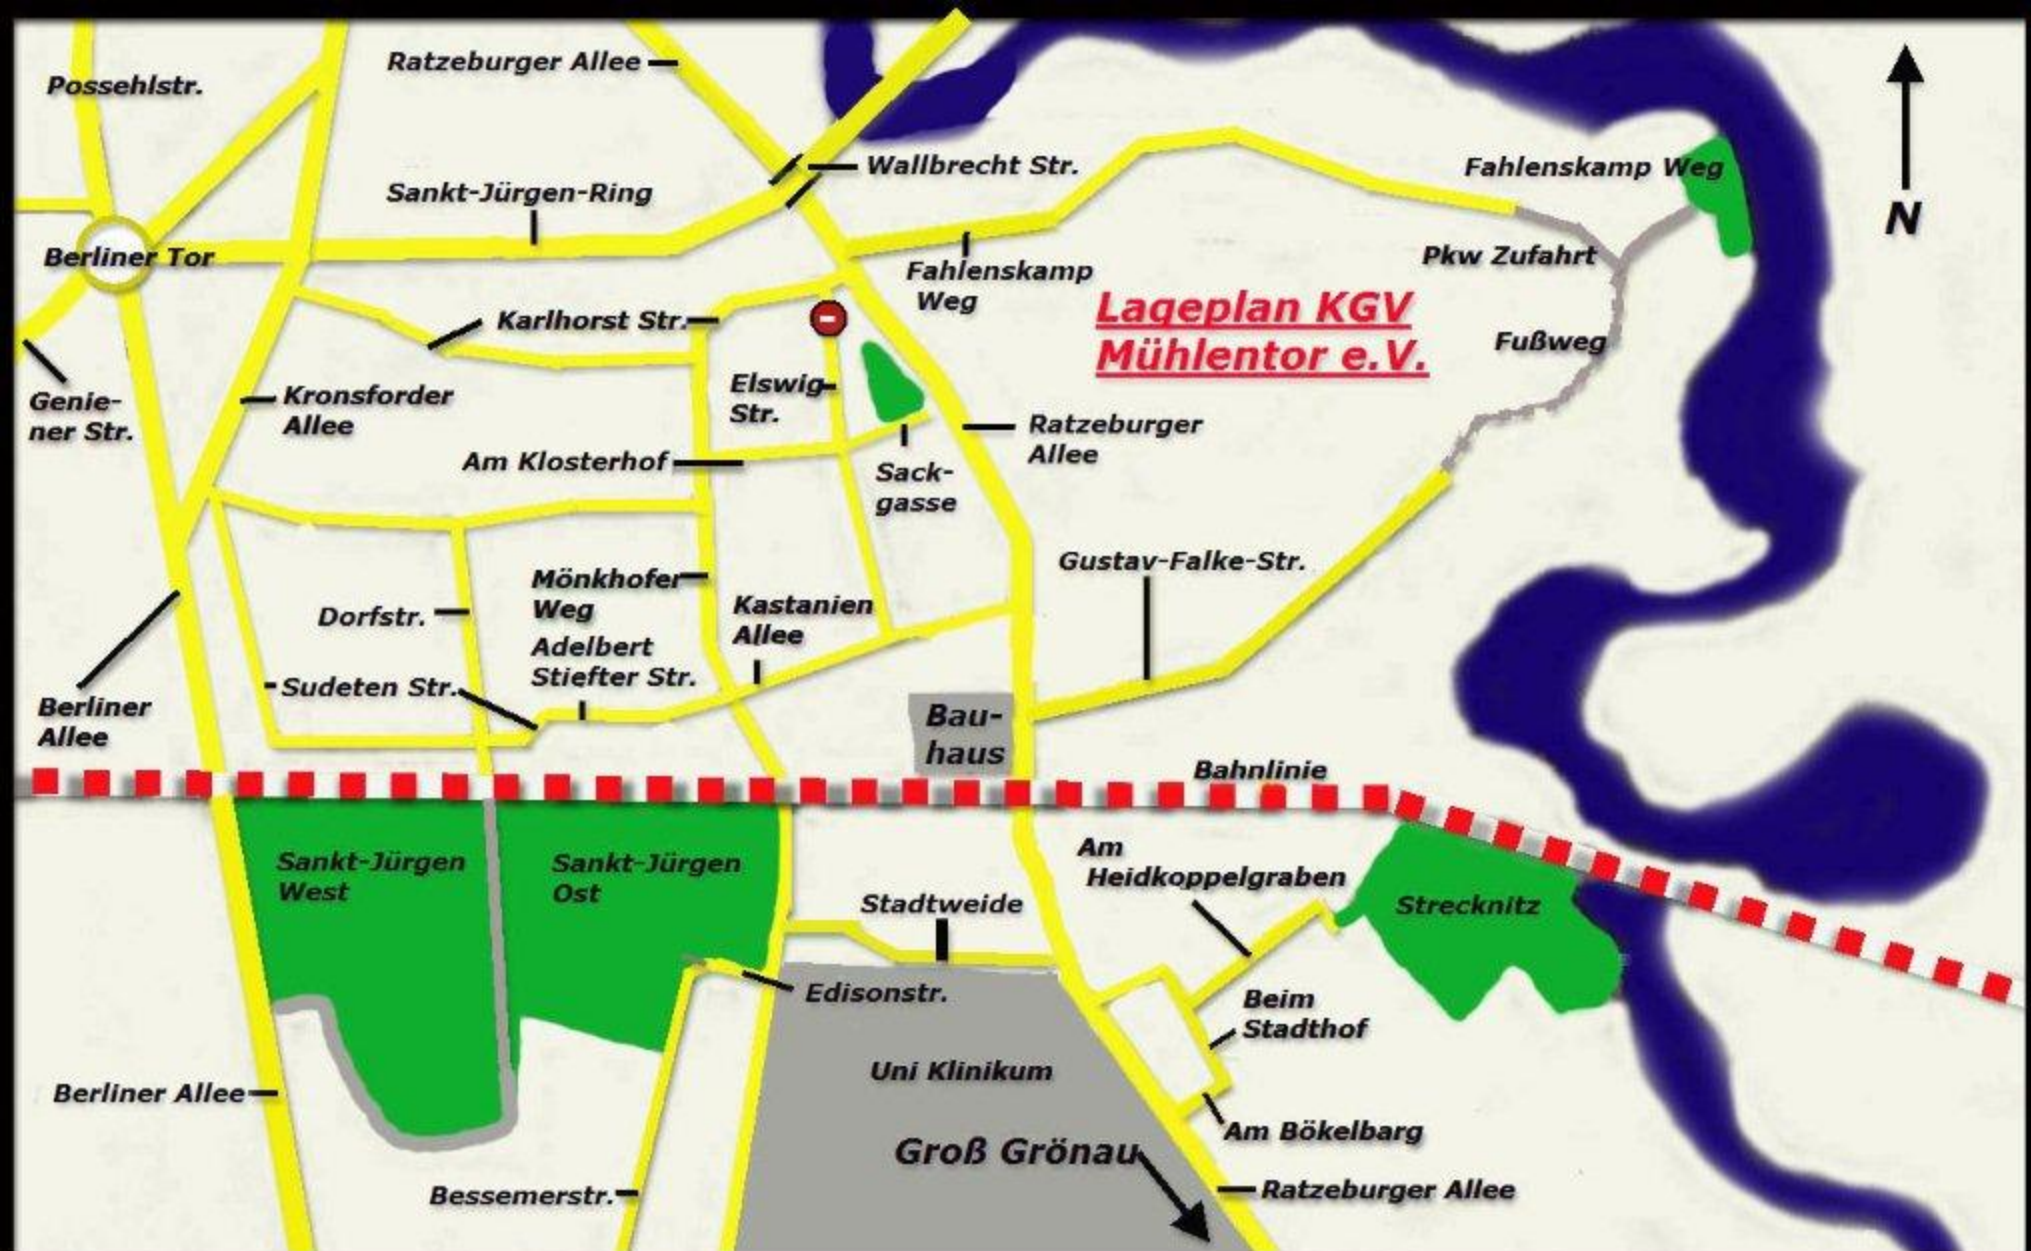 Possehlstr.
Ratzeburger Allee
Wallbrecht Str.
Fahlenskamp Weg
Sankt-Jürgen-Ring
N
Berliner Tor
Pkw Zufahrt
Fahlenskamp
Weg
Lageplan KGV
Mühlentor e.V.
Karlhorst Str.
Fußweg
Genie-
ner Str.
Kronsforder
Allee
Elswig
Str.
Ratzeburger
Allee
Am Klosterhof
Sack-
gasse
Gustav-Falke-Str.
Mönkhofer
Weg
Kastanien
Allee
Dorfstr.
Adelbert
Stiefter Str.
Sudeten Str.
Berliner
Allee
Bau-
haus
Bahnlinie
Am
Heidkoppelgraben
Sankt-Jürgen
West
Sankt-Jürgen
Ost
Stadtweide
Strecknitz
Edisonstr.
Beim
Stadthof
Uni Klinikum
Berliner Allee
Am Bökelbarg
Groß Grönau
Bessemerstr.
Ratzeburger Allee